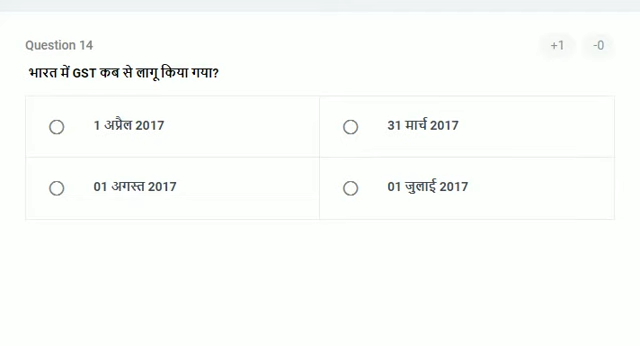 Question 14
+1
-0
भारत में GST कब से लागू किया गया?
1 अप्रैल 2017
31 मार्च 2017
01 अगस्त 2017
01 जुलाई 2017